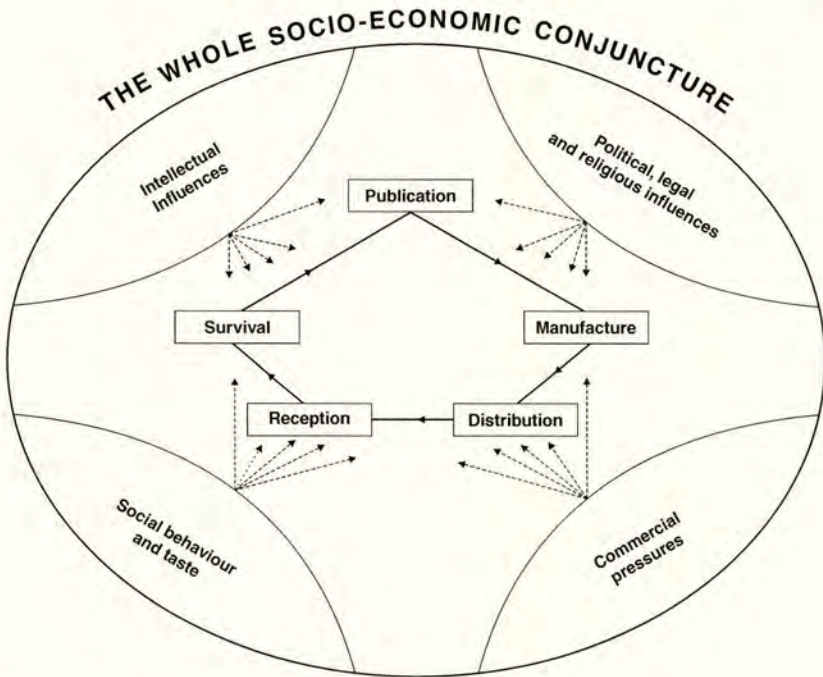 THE WHOLE SOCIO-ECONOMIC CONJUNCTURE
Intellectual
Influences
Political, legal
and religious influences
Publication
Survival
Manufacture
Reception
Distribution
Social behaviour
and taste
Commercial
pressures